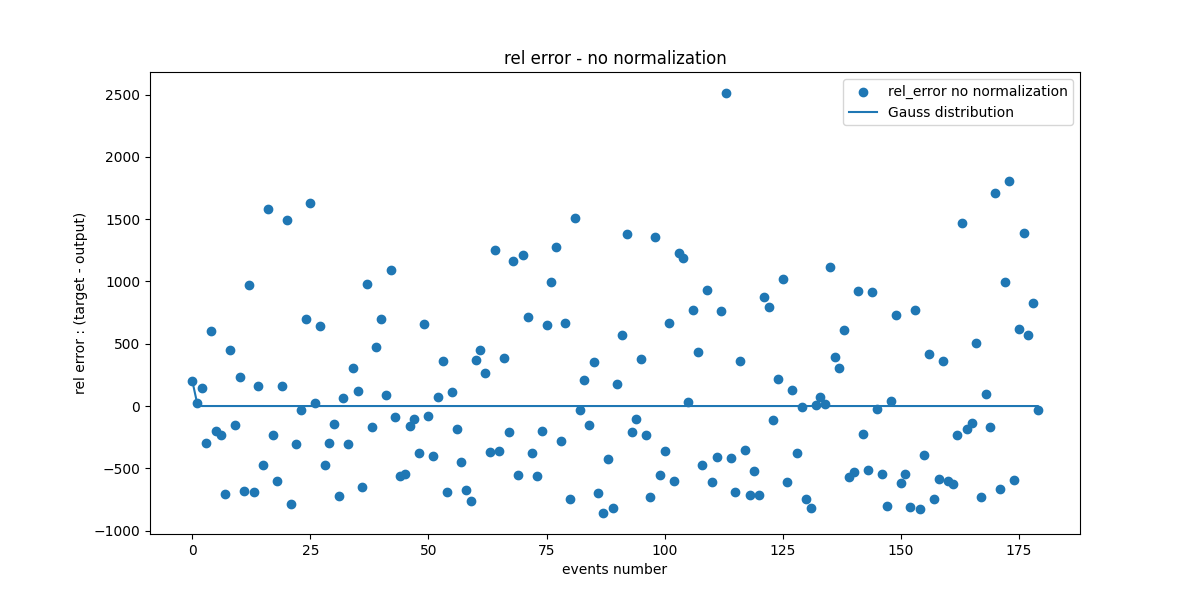 rel error - no normalization
rel_error no normalization
Gauss distribution
2500
2000
1500
1000
500
0
−500
−1000
rel error : (target - output)
0 25 50 75 100 125 150 175
events number